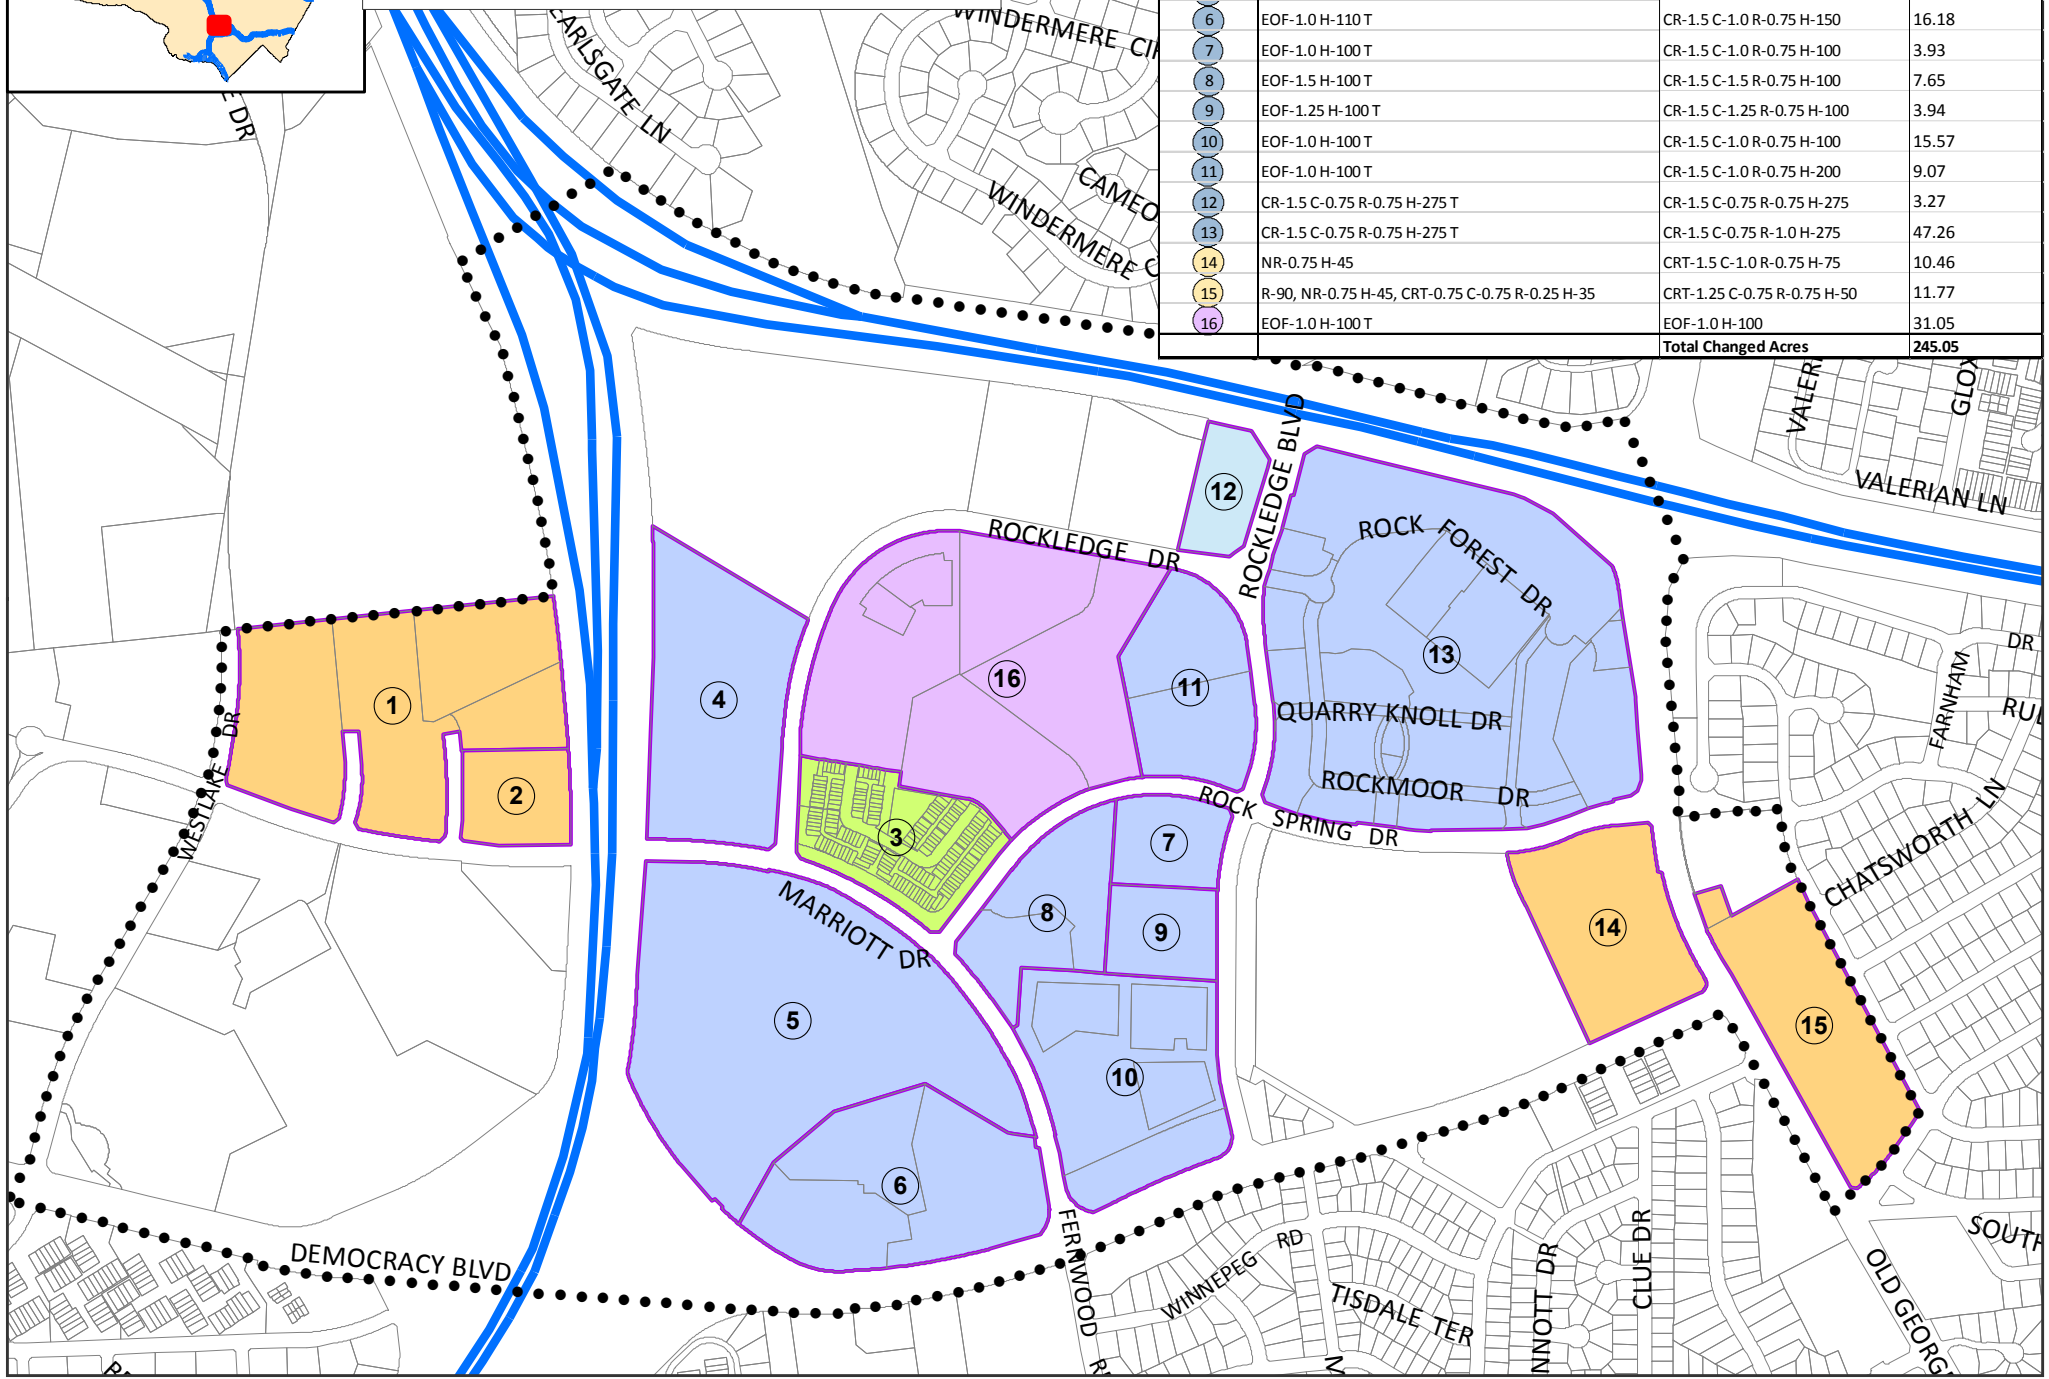 6 EOF-1.0 H-110 T CR-1.5 C-1.0 R-0.75 H-150 16.18
7 EOF-1.0 H-100 T CR-1.5 C-1.0 R-0.75 H-100 3.93
8 EOF-1.5 H-100 T CR-1.5 C-1.5 R-0.75 H-100 7.65
9 EOF-1.25 H-100 T CR-1.5 C-1.25 R-0.75 H-100 3.94
10 EOF-1.0 H-100 T CR-1.5 C-1.0 R-0.75 H-100 15.57
11 EOF-1.0 H-100 T CR-1.5 C-1.0 R-0.75 H-200 9.07
12 CR-1.5 C-0.75 R-0.75 H-275 T CR-1.5 C-0.75 R-0.75 H-275 3.27
13 CR-1.5 C-0.75 R-0.75 H-275 T CR-1.5 C-0.75 R-1.0 H-275 47.26
14 NR-0.75 H-45 CRT-1.5 C-1.0 R-0.75 H-75 10.46
15 R-90, NR-0.75 H-45, CRT-0.75 C-0.75 R-0.25 H-35 CRT-1.25 C-0.75 R-0.75 H-50 11.77
16 EOF-1.0 H-100 T EOF-1.0 H-100 31.05
Total Changed Acres 245.05
E DR
EARLSGATE LN
WINDERMERE CIR
CAMEO
WINDERMERE C
VALERI
GLOX
VALERIAN LN
ROCKLEDGE BLVD
12
ROCKLEDGE DR
ROCK FOREST DR
13
QUARRY KNOLL DR
ROCKMOOR DR
DR
FARNHAM
RUL
CHATSWORTH LN
1
2
WESTLAKE DR
4
16
11
3
ROCK SPRING DR
7
8
9
MARRIOTT DR
14
15
5
10
6
DEMOCRACY BLVD
FERNWOOD R
WINNEPEG RD
TISDALE TER
NNOTT DR
CLUE DR
OLD GEORGE
SOUTH
M